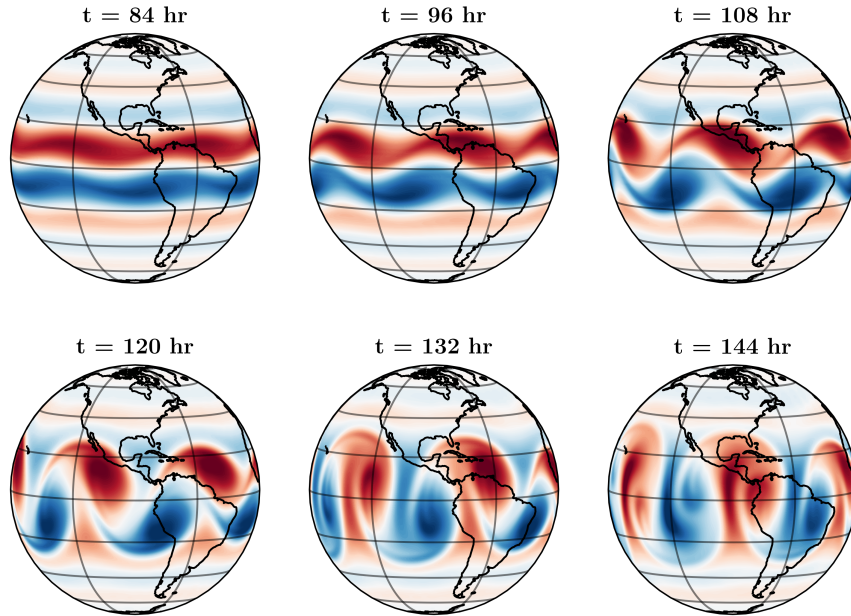 t = 84 hr
t = 96 hr
t = 108 hr
t = 120 hr
t = 132 hr
t = 144 hr